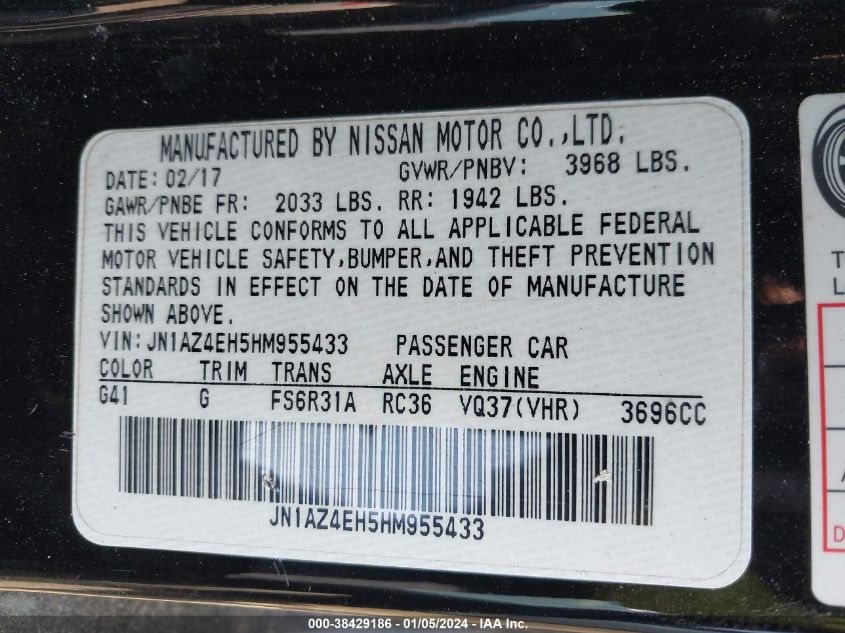 MANUFACTURED BY NISSAN MOTOR CO.,LTD.
DATE: 02/17 GVWR/PNBV: 3968 LBS.
GAWR/PNBE FR: 2033 LBS. RR: 1942 LBS.
THIS VEHICLE CONFORMS TO ALL APPLICABLE FEDERAL
MOTOR VEHICLE SAFETY,BUMPER,AND THEFT PREVENTION
STANDARDS IN EFFECT ON THE DATE OF MANUFACTURE
SHOWN ABOVE.
VIN:JN1AZ4EH5HM955433 PASSENGER CAR
COLOR TRIM TRANS AXLE ENGINE
G41 G FS6R31A RC36 VQ37(VHR) 3696CC
JN1AZ4EH5HM955433
000-38429186 - 01/05/2024 - IAA Inc.